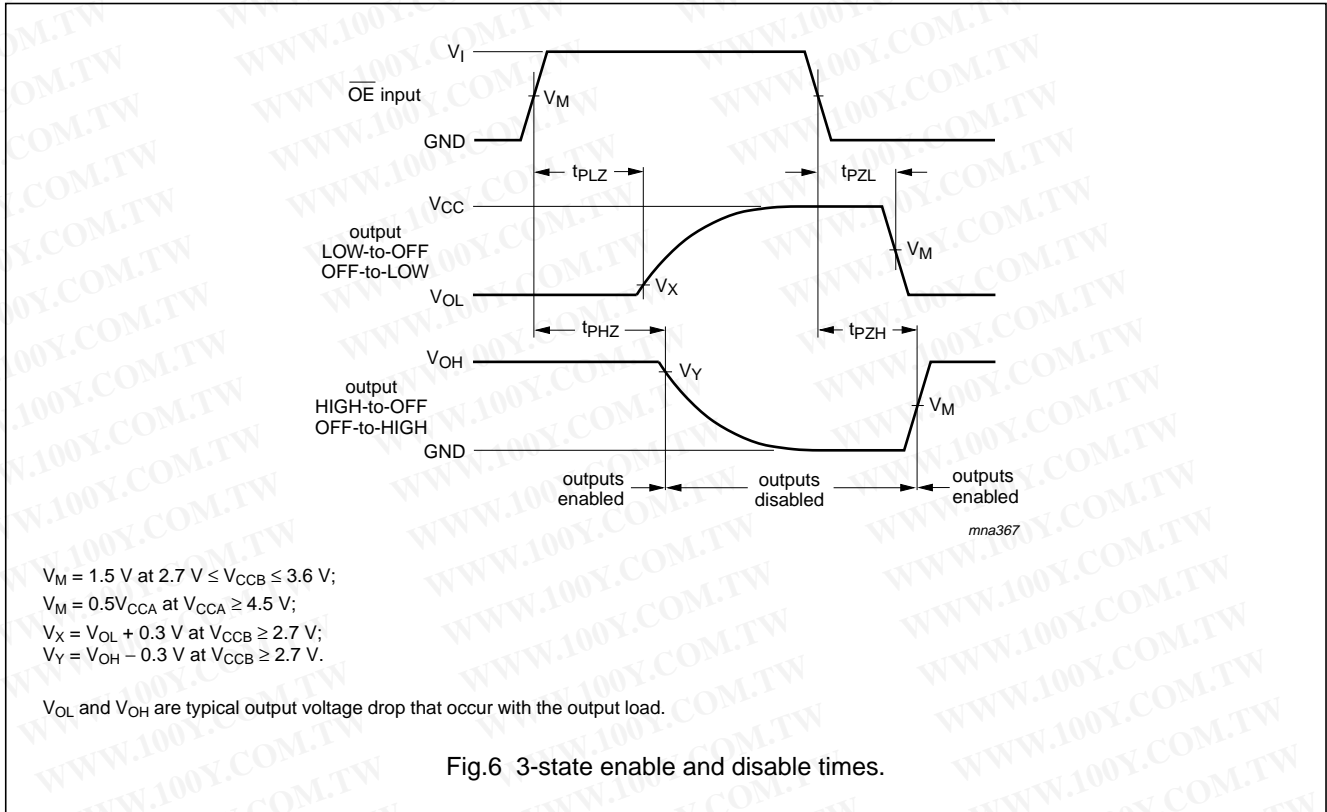 V_I
OE input
V_M
GND
t_PLZ
t_PZL
V_CC
output
LOW-to-OFF
OFF-to-LOW
V_M
V_X
V_OL
t_PHZ
t_PZH
V_OH
V_Y
output
HIGH-to-OFF
OFF-to-HIGH
V_M
GND
outputs
enabled
outputs
disabled
outputs
enabled
mna367
V_M = 1.5 V at 2.7 V ≤ V_CCB ≤ 3.6 V;
V_M = 0.5V_CCA at V_CCA ≥ 4.5 V;
V_X = V_OL + 0.3 V at V_CCB ≥ 2.7 V;
V_Y = V_OH − 0.3 V at V_CCB ≥ 2.7 V.
V_OL and V_OH are typical output voltage drop that occur with the output load.
Fig.6 3-state enable and disable times.
WWW.100Y.COM.TW